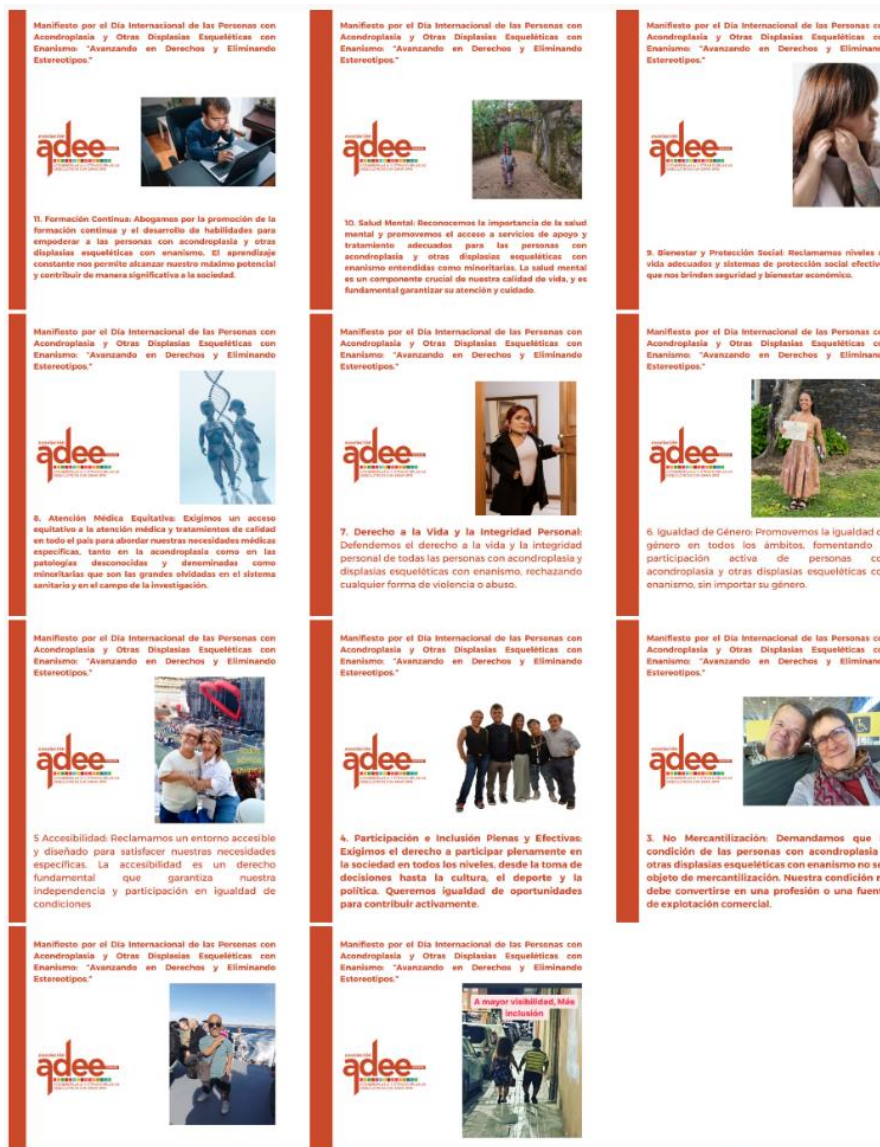 Manifiesto por el Día Internacional de las Personas con
Acondroplasia y Otras Displasias Esqueléticas con
Enanismo: "Avanzando en Derechos y Eliminando
Estereotipos."
asociación
adee
11. Formación Continua: Abogamos por la promoción de la
formación continua y el desarrollo de habilidades para
empoderar a las personas con acondroplasia y otras
displasias esqueléticas con enanismo. El aprendizaje
constante nos permite alcanzar nuestro máximo potencial
y contribuir de manera significativa a la sociedad.
Manifiesto por el Día Internacional de las Personas con
Acondroplasia y Otras Displasias Esqueléticas con
Enanismo: "Avanzando en Derechos y Eliminando
Estereotipos."
asociación
adee
10. Salud Mental: Reconocemos la importancia de la salud
mental y promovemos el acceso a servicios de apoyo y
tratamiento adecuados para las personas con
acondroplasia y otras displasias esqueléticas con
enanismo entendidas como minoritarias. La salud mental
es un componente crucial de nuestra calidad de vida, y es
fundamental garantizar su atención y cuidado.
Manifiesto por el Día Internacional de las Personas
Acondroplasia y Otras Displasias Esqueléticas
Enanismo: "Avanzando en Derechos y
Estereotipos."
asociación
adee
9. Bienestar y Protección Social: Reclamamos niveles
vida adecuados y sistemas de protección social
que nos brinden seguridad y bienestar económico.
Manifiesto por el Día Internacional de las Personas con
Acondroplasia y Otras Displasias Esqueléticas con
Enanismo: "Avanzando en Derechos y Eliminando
Estereotipos."
asociación
adee
8. Atención Médica Equitativa: Exigimos un acceso
equitativo a la atención médica y tratamientos de calidad
en todo el país para abordar nuestras necesidades médicas
específicas, tanto en la acondroplasia como en las
patologías desconocidas y denominadas como
minoritarias que son las grandes olvidadas en el sistema
sanitario y en el campo de la investigación.
Manifiesto por el Día Internacional de las Personas con
Acondroplasia y Otras Displasias Esqueléticas con
Enanismo: "Avanzando en Derechos y Eliminando
Estereotipos."
asociación
adee
7. Derecho a la Vida y la Integridad Personal:
Defendemos el derecho a la vida y la integridad
personal de todas las personas con acondroplasia y
displasias esqueléticas con enanismo, rechazando
cualquier forma de violencia o abuso.
Manifiesto por el Día Internacional de las Personas
Acondroplasia y Otras Displasias Esqueléticas
Enanismo: "Avanzando en Derechos y
Estereotipos."
asociación
adee
6. Igualdad de Género: Promovemos la igualdad
género en todos los ámbitos, fomentando
participación activa de personas
acondroplasia y otras displasias esqueléticas
enanismo, sin importar su género.
Manifiesto por el Día Internacional de las Personas con
Acondroplasia y Otras Displasias Esqueléticas con
Enanismo: "Avanzando en Derechos y Eliminando
Estereotipos."
asociación
adee
5 Accesibilidad: Reclamamos un entorno accesible
y diseñado para satisfacer nuestras necesidades
específicas. La accesibilidad es un derecho
fundamental que garantiza nuestra
independencia y participación en igualdad de
condiciones
Manifiesto por el Día Internacional de las Personas con
Acondroplasia y Otras Displasias Esqueléticas con
Enanismo: "Avanzando en Derechos y Eliminando
Estereotipos."
asociación
adee
4. Participación e Inclusión Plenas y Efectivas:
Exigimos el derecho a participar plenamente en
la sociedad en todos los niveles, desde la toma de
decisiones hasta la cultura, el deporte y la
política. Queremos igualdad de oportunidades
para contribuir activamente.
Manifiesto por el Día Internacional de las Personas
Acondroplasia y Otras Displasias Esqueléticas
Enanismo: "Avanzando en Derechos y
Estereotipos."
asociación
adee
3. No Mercantilización: Demandamos que
condición de las personas con acondroplasia
otras displasias esqueléticas con enanismo no
objeto de mercantilización. Nuestra condición
debe convertirse en una profesión o una
de explotación comercial.
Manifiesto por el Día Internacional de las Personas con
Acondroplasia y Otras Displasias Esqueléticas con
Enanismo: "Avanzando en Derechos y Eliminando
Estereotipos."
asociación
adee
Manifiesto por el Día Internacional de las Personas con
Acondroplasia y Otras Displasias Esqueléticas con
Enanismo: "Avanzando en Derechos y Eliminando
Estereotipos."
A mayor visibilidad, Más
inclusión
asociación
adee